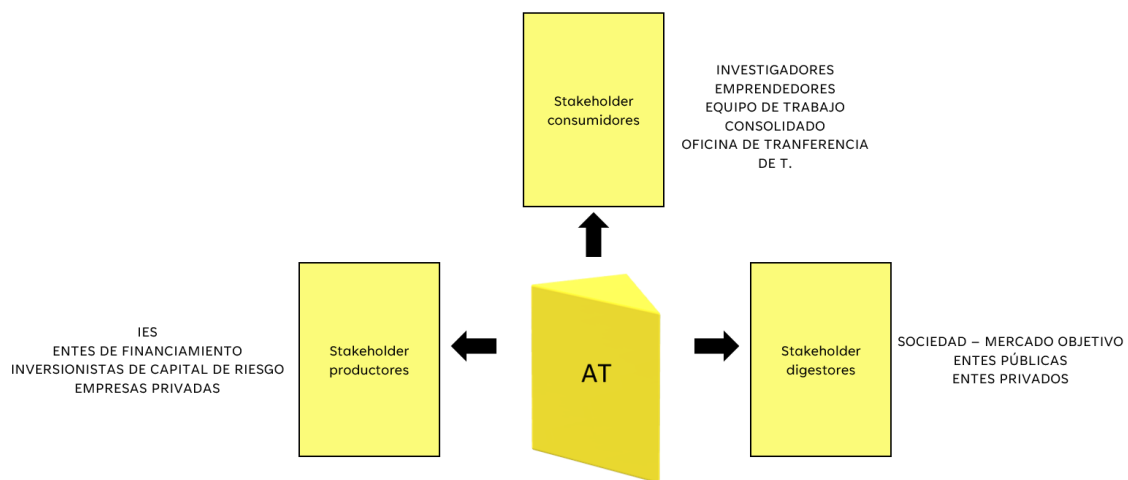 Stakeholder
consumidores
INVESTIGADORES
EMPRENDEDORES
EQUIPO DE TRABAJO
CONSOLIDADO
OFICINA DE TRANFERENCIA
DE T.
IES
ENTES DE FINANCIAMIENTO
INVERSIONISTAS DE CAPITAL DE RIESGO
EMPRESAS PRIVADAS
Stakeholder
productores
AT
Stakeholder
digestores
SOCIEDAD – MERCADO OBJETIVO
ENTES PÚBLICAS
ENTES PRIVADOS